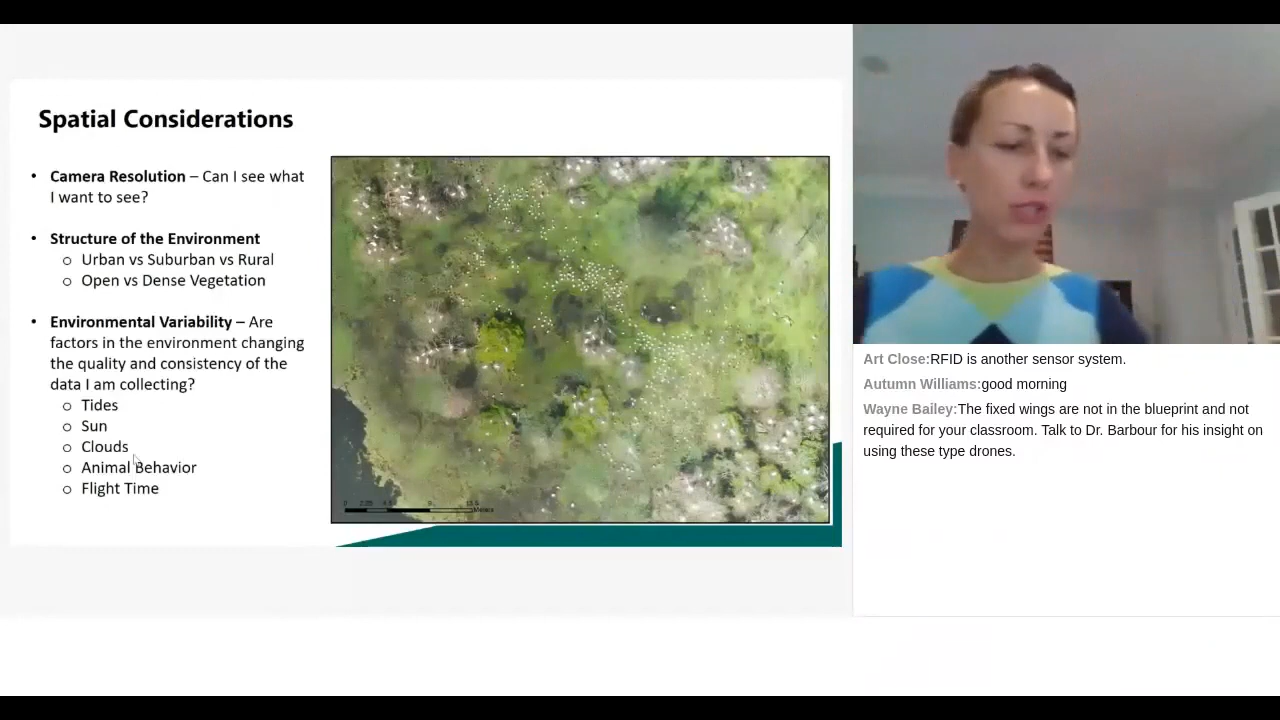 Spatial Considerations
• Camera Resolution – Can I see what
I want to see?
• Structure of the Environment
o Urban vs Suburban vs Rural
o Open vs Dense Vegetation
• Environmental Variability – Are
factors in the environment changing
the quality and consistency of the
data I am collecting?
o Tides
o Sun
o Clouds
o Animal Behavior
o Flight Time
Meters
Art Close:RFID is another sensor system.
Autumn Williams:good morning
Wayne Bailey:The fixed wings are not in the blueprint and not
required for your classroom. Talk to Dr. Barbour for his insight on
using these type drones.